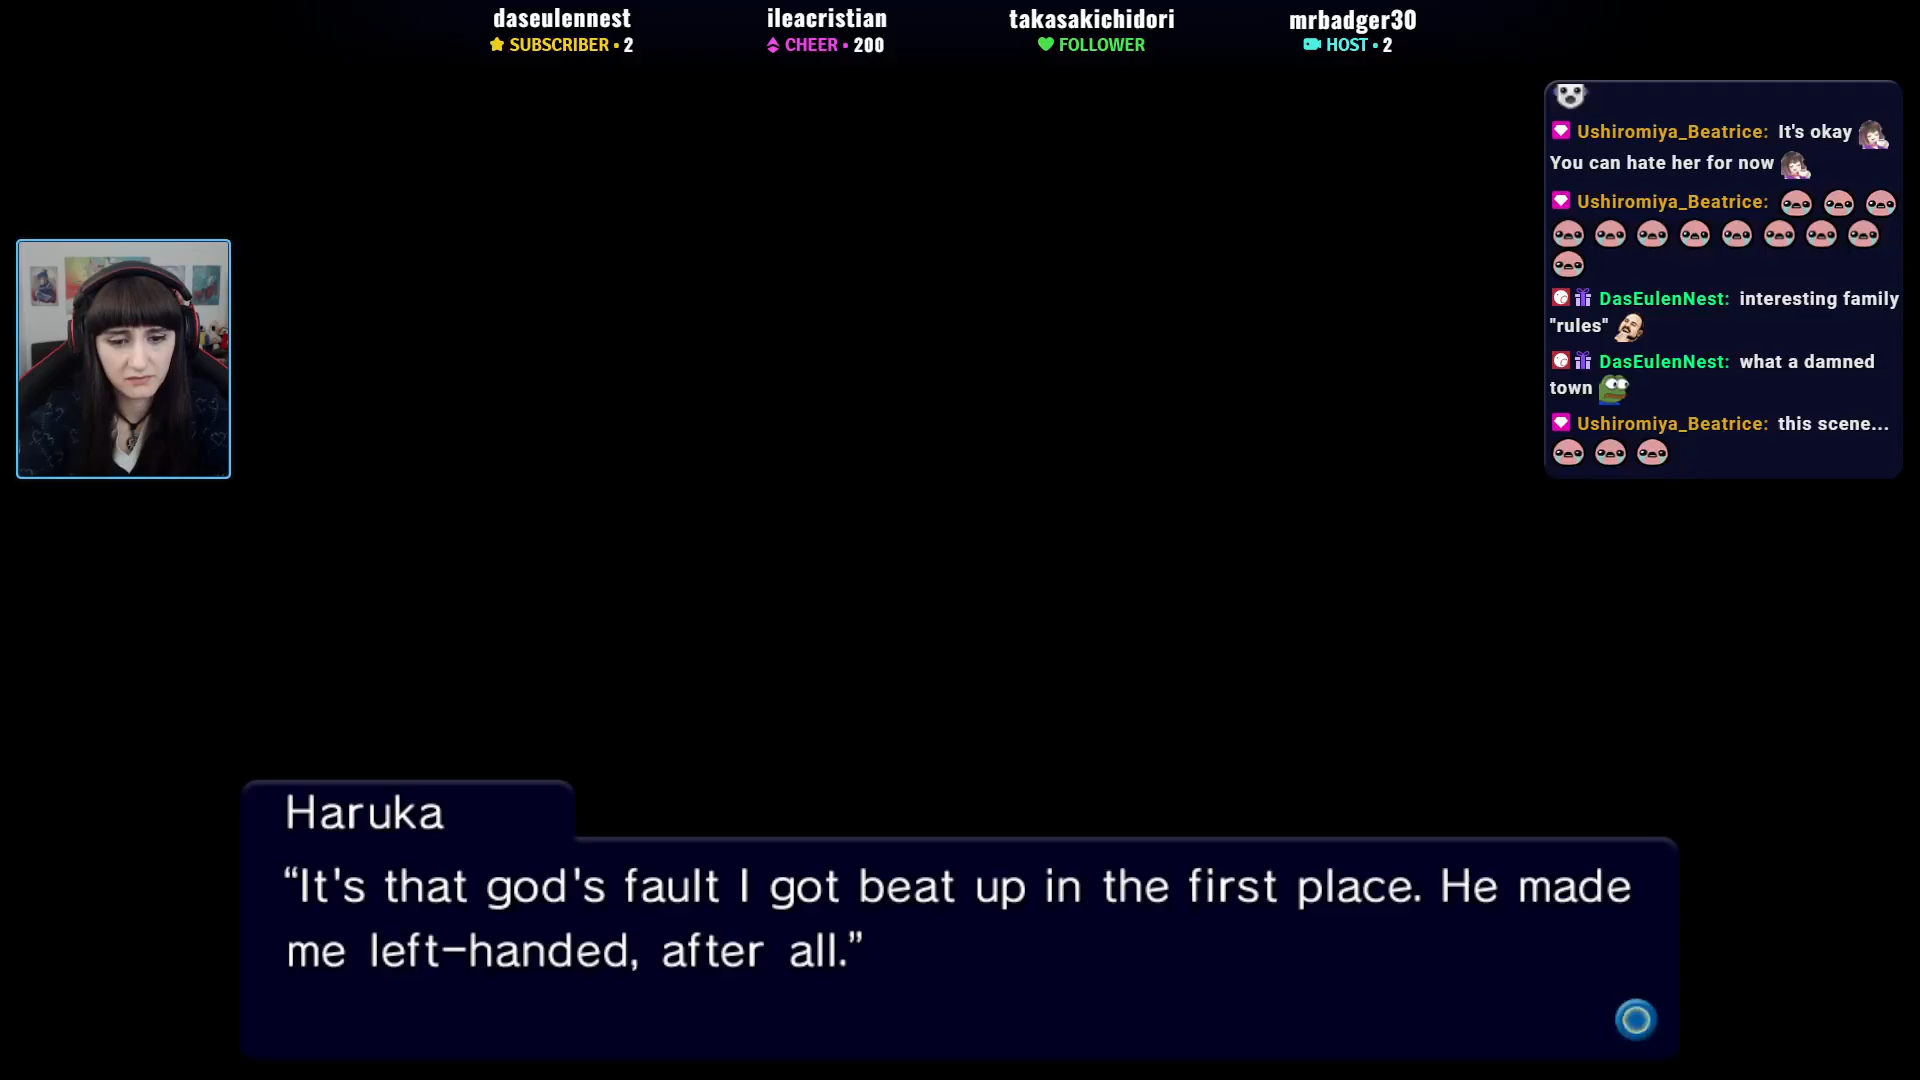 daseulennest
SUBSCRIBER • 2
ileacristian
CHEER • 200
takasakichidori
FOLLOWER
mrbadger30
HOST • 2
Ushiromiya_Beatrice: It's okay
You can hate her for now
Ushiromiya_Beatrice:
DasEulenNest: interesting family
"rules"
DasEulenNest: what a damned
town
Ushiromiya_Beatrice: this scene...
Haruka
“It's that god's fault I got beat up in the first place. He made
me left-handed, after all.”